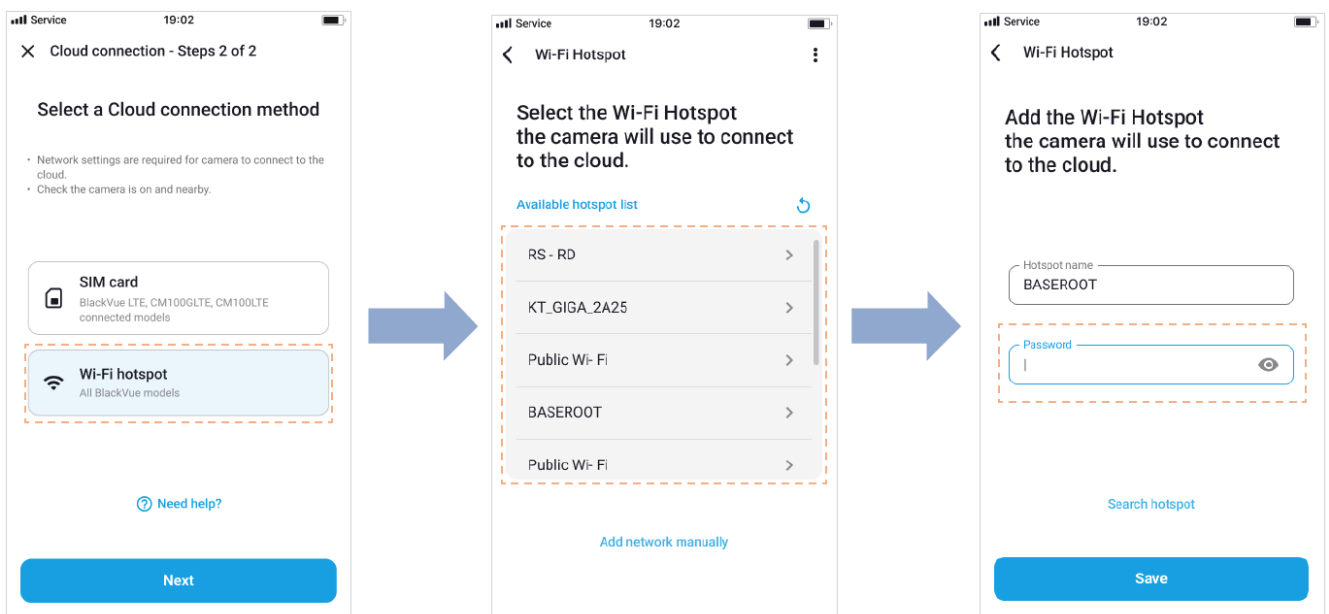 Service 19:02
Cloud connection - Steps 2 of 2
Select a Cloud connection method
• Network settings are required for camera to connect to the
cloud.
• Check the camera is on and nearby.
SIM card
BlackVue LTE, CM100GLTE, CM100LTE
connected models
Wi-Fi hotspot
All BlackVue models
Need help?
Next
Service 19:02
Wi-Fi Hotspot
Select the Wi-Fi Hotspot
the camera will use to connect
to the cloud.
Available hotspot list
RS - RD
KT_GIGA_2A25
Public Wi- Fi
BASEROOT
Public Wi- Fi
Add network manually
Service 19:02
Wi-Fi Hotspot
Add the Wi-Fi Hotspot
the camera will use to connect
to the cloud.
Hotspot name
BASEROOT
Password
Search hotspot
Save